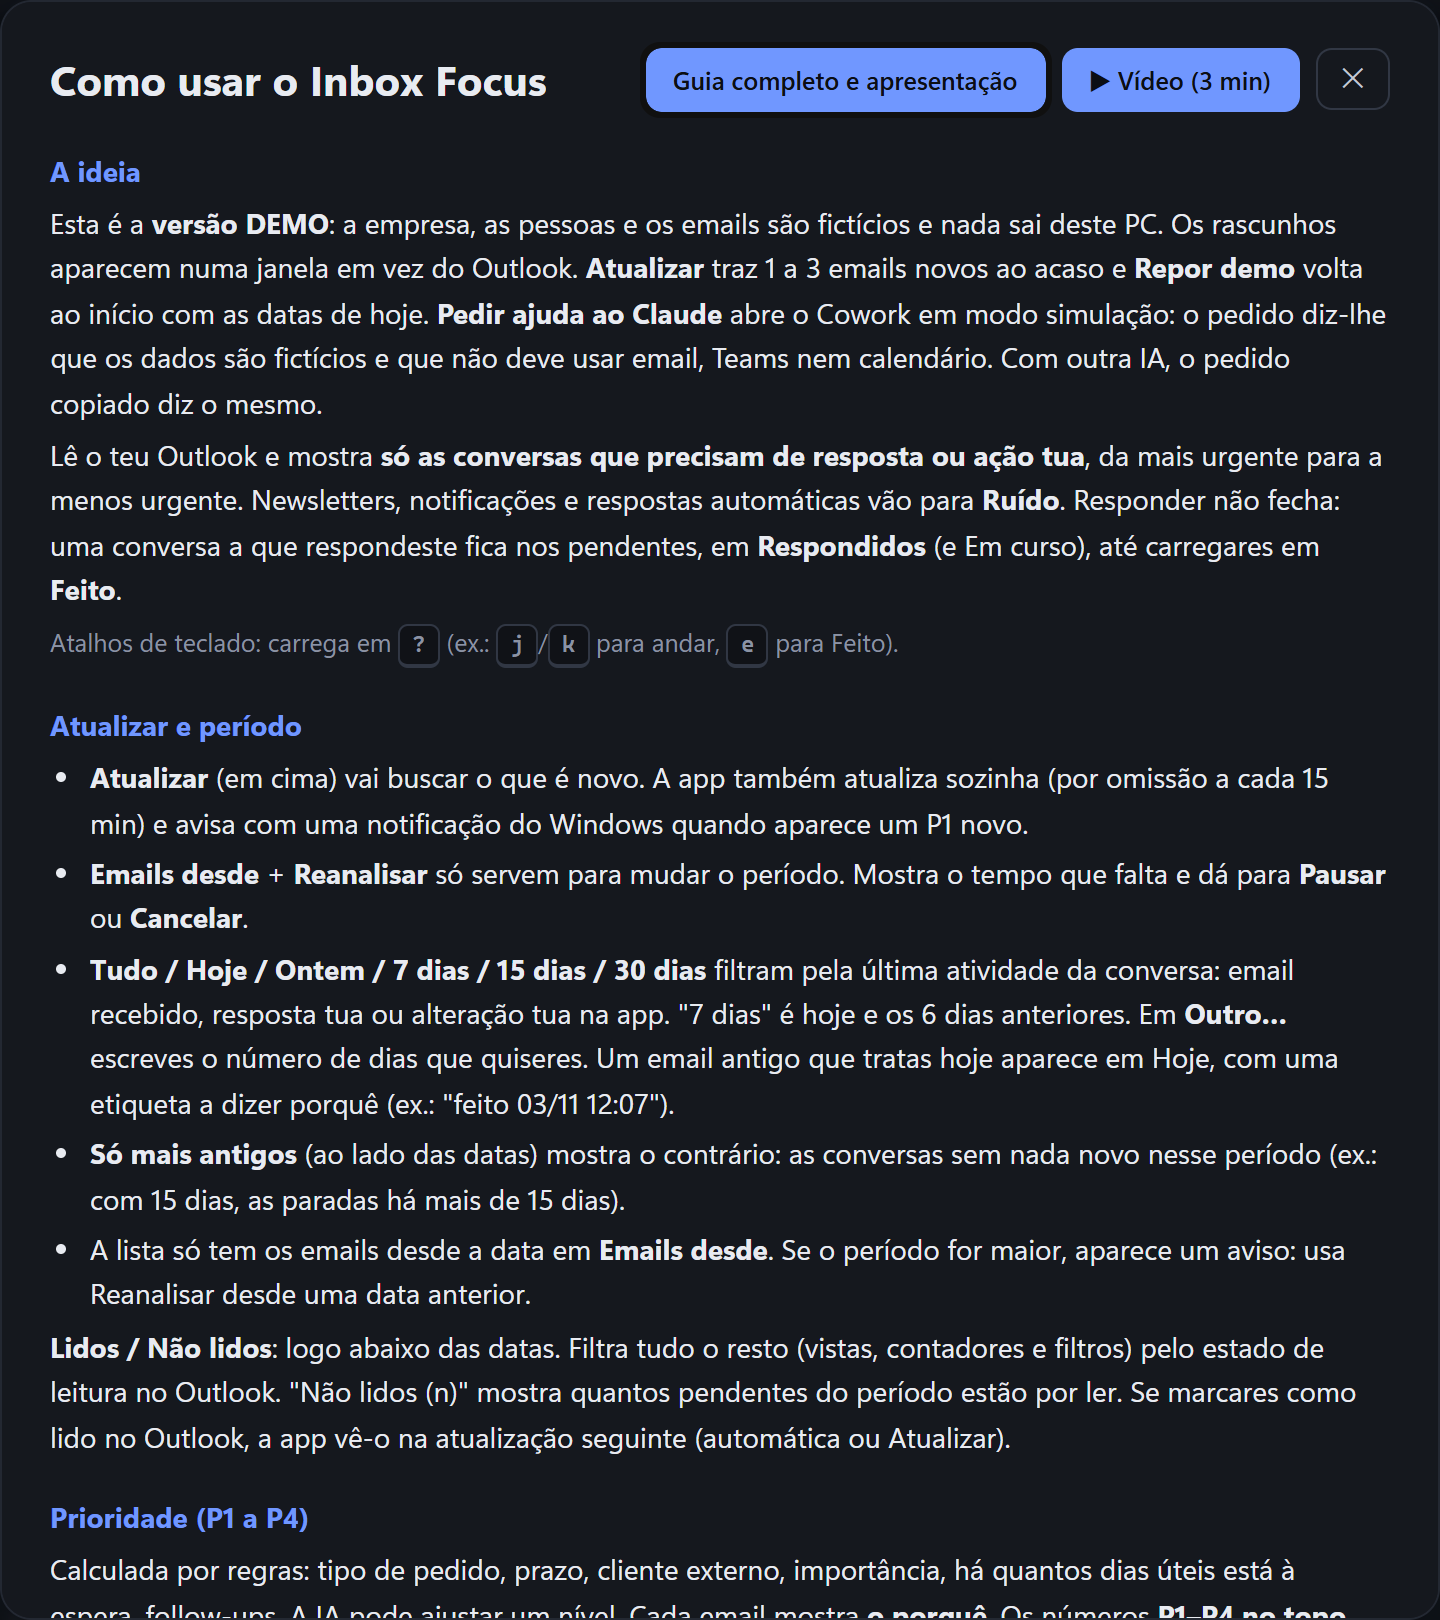 Como usar o Inbox Focus
Guia completo e apresentação
▶ Vídeo (3 min)
A ideia
Esta é a versão DEMO: a empresa, as pessoas e os emails são fictícios e nada sai deste PC. Os rascunhos
aparecem numa janela em vez do Outlook. Atualizar traz 1 a 3 emails novos ao acaso e Repor demo volta
ao início com as datas de hoje. Pedir ajuda ao Claude abre o Cowork em modo simulação: o pedido diz-lhe
que os dados são fictícios e que não deve usar email, Teams nem calendário. Com outra IA, o pedido
copiado diz o mesmo.
Lê o teu Outlook e mostra só as conversas que precisam de resposta ou ação tua, da mais urgente para a
menos urgente. Newsletters, notificações e respostas automáticas vão para Ruído. Responder não fecha:
uma conversa a que respondeste fica nos pendentes, em Respondidos (e Em curso), até carregares em
Feito.
Atalhos de teclado: carrega em ? (ex.: j/k para andar, e para Feito).
Atualizar e período
• Atualizar (em cima) vai buscar o que é novo. A app também atualiza sozinha (por omissão a cada 15
min) e avisa com uma notificação do Windows quando aparece um P1 novo.
• Emails desde + Reanalisar só servem para mudar o período. Mostra o tempo que falta e dá para Pausar
ou Cancelar.
• Tudo / Hoje / Ontem / 7 dias / 15 dias / 30 dias filtram pela última atividade da conversa: email
recebido, resposta tua ou alteração tua na app. "7 dias" é hoje e os 6 dias anteriores. Em Outro...
escreves o número de dias que quiseres. Um email antigo que tratas hoje aparece em Hoje, com uma
etiqueta a dizer porquê (ex.: "feito 03/11 12:07").
• Só mais antigos (ao lado das datas) mostra o contrário: as conversas sem nada novo nesse período (ex.:
com 15 dias, as paradas há mais de 15 dias).
• A lista só tem os emails desde a data em Emails desde. Se o período for maior, aparece um aviso: usa
Reanalisar desde uma data anterior.
Lidos / Não lidos: logo abaixo das datas. Filtra tudo o resto (vistas, contadores e filtros) pelo estado de
leitura no Outlook. "Não lidos (n)" mostra quantos pendentes do período estão por ler. Se marcares como
lido no Outlook, a app vê-o na atualização seguinte (automática ou Atualizar).
Prioridade (P1 a P4)
Calculada por regras: tipo de pedido, prazo, cliente externo, importância, há quantos dias úteis está à
espera, follow-ups. A IA pode ajustar um nível. Cada email mostra o porquê. Os números P1–P4 no topo